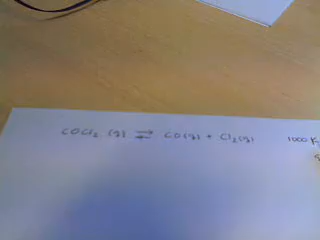 COCl₂ (g) ⇌ CO(g) + Cl₂(g) 1000 K